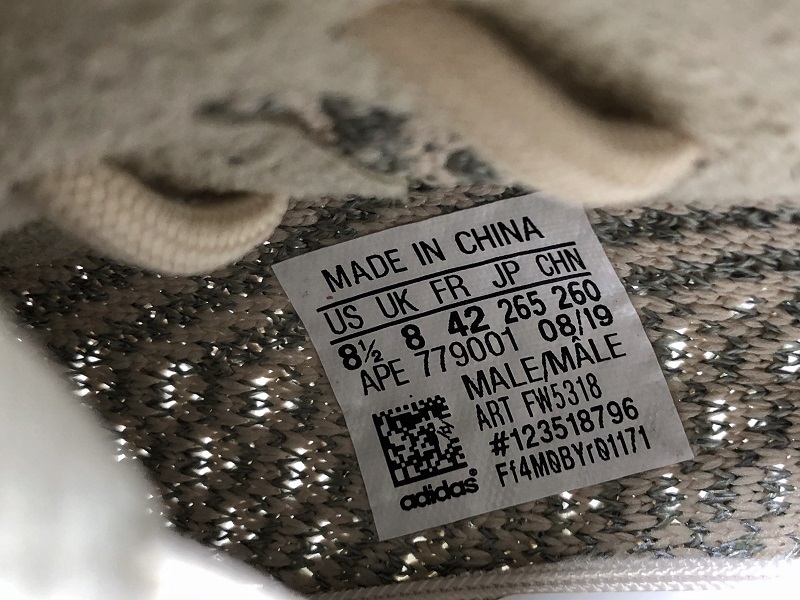 MADE IN CHINA
US UK FR JP CHN
8½ 8 42 265 260
APE 779001 08/19
MALE/MÂLE
ART FW5318
#123518796
Ff4M0BYr01171
adidas®